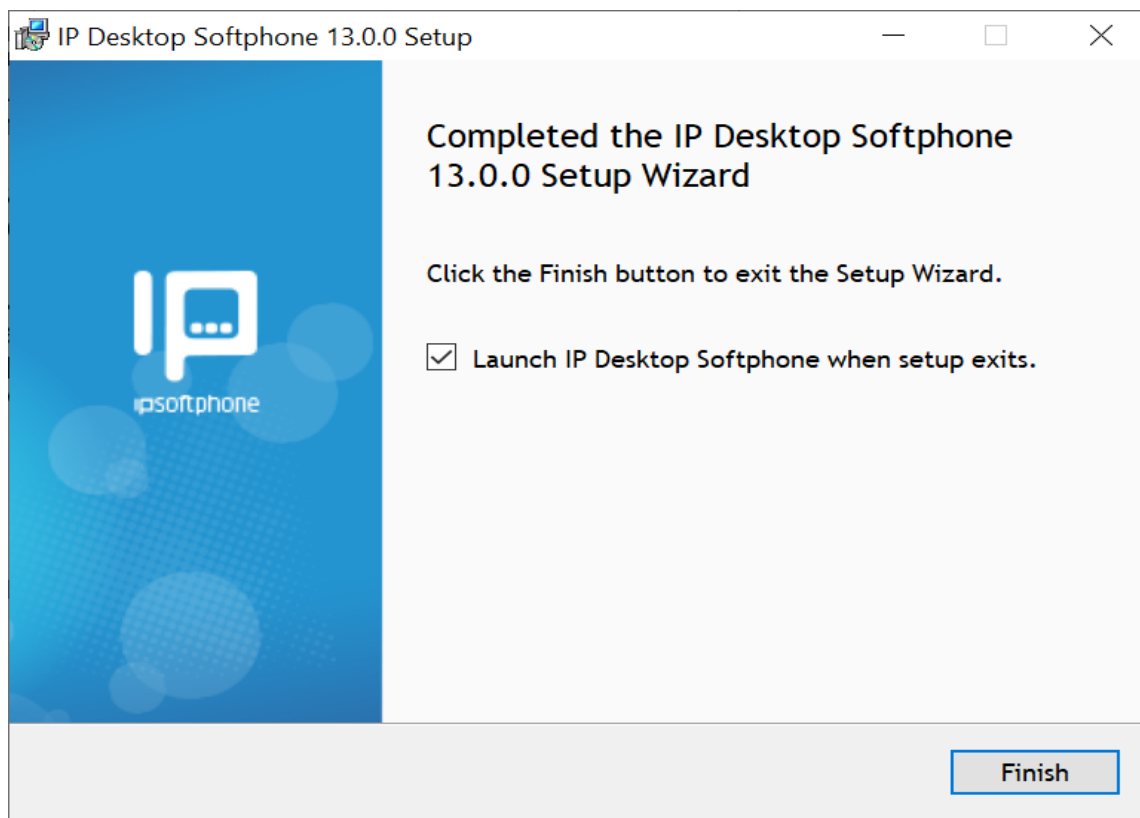 IP Desktop Softphone 13.0.0 Setup
Completed the IP Desktop Softphone
13.0.0 Setup Wizard
Click the Finish button to exit the Setup Wizard.
Launch IP Desktop Softphone when setup exits.
ipsoftphone
Finish